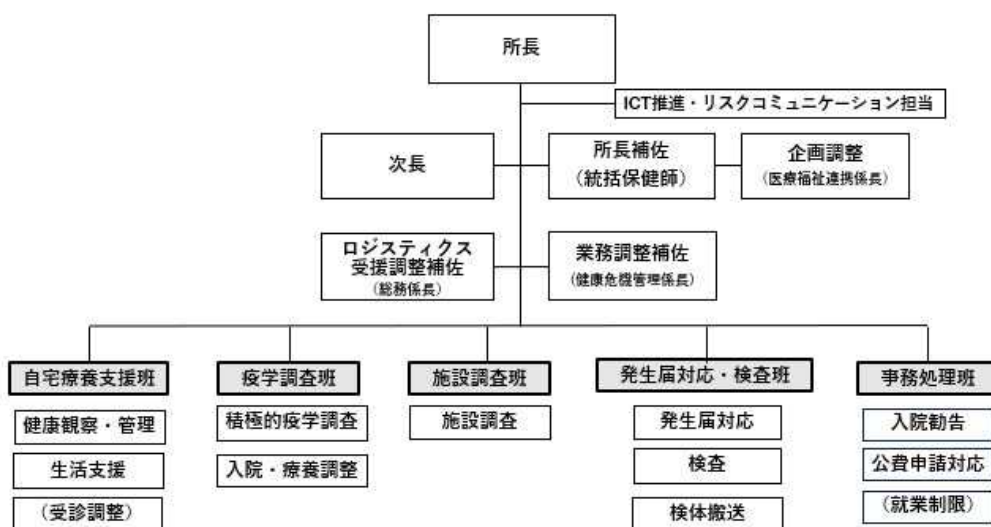 所長
ICT推進・リスクコミュニケーション担当
次長
所長補佐
(統括保健師)
企画調整
(医療福祉連携係長)
ロジスティクス
受援調整補佐
(総務係長)
業務調整補佐
(健康危機管理係長)
自宅療養支援班
健康観察・管理
生活支援
(受診調整)
疫学調査班
積極的疫学調査
入院・療養調整
施設調査班
施設調査
発生届対応・検査班
発生届対応
検査
検体搬送
事務処理班
入院勧告
公費申請対応
(就業制限)